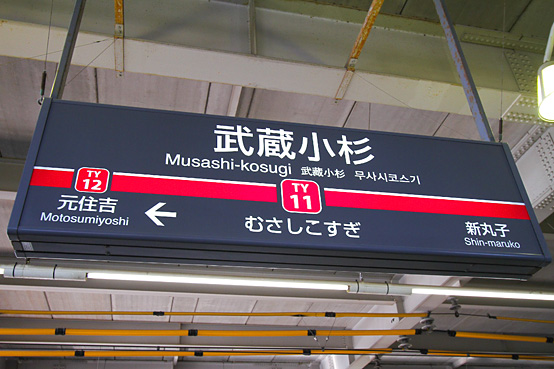 武蔵小杉
Musashi-kosugi 武蔵小杉 무사시코스기
TY
12
TY
11
元住吉
Motosumiyoshi
むさしこすぎ
新丸子
Shin-maruko